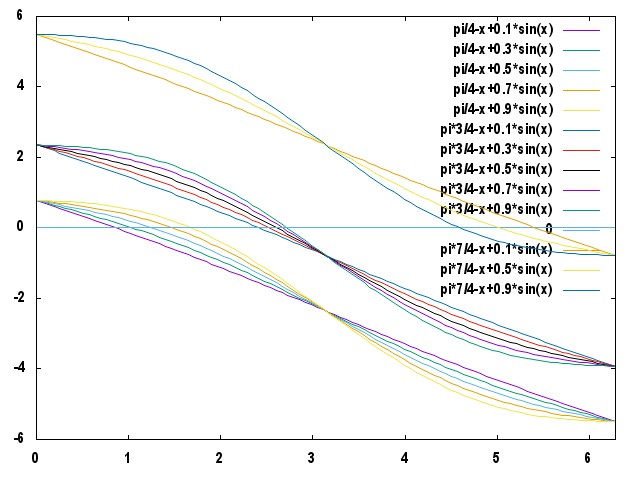 6
4
2
0
-2
-4
-6
0
1
2
3
4
5
6
pi/4-x+0.1*sin(x)
pi/4-x+0.3*sin(x)
pi/4-x+0.5*sin(x)
pi/4-x+0.7*sin(x)
pi/4-x+0.9*sin(x)
pi*3/4-x+0.1*sin(x)
pi*3/4-x+0.3*sin(x)
pi*3/4-x+0.5*sin(x)
pi*3/4-x+0.7*sin(x)
pi*3/4-x+0.9*sin(x)
0
pi*7/4-x+0.1*sin(x)
pi*7/4-x+0.5*sin(x)
pi*7/4-x+0.9*sin(x)